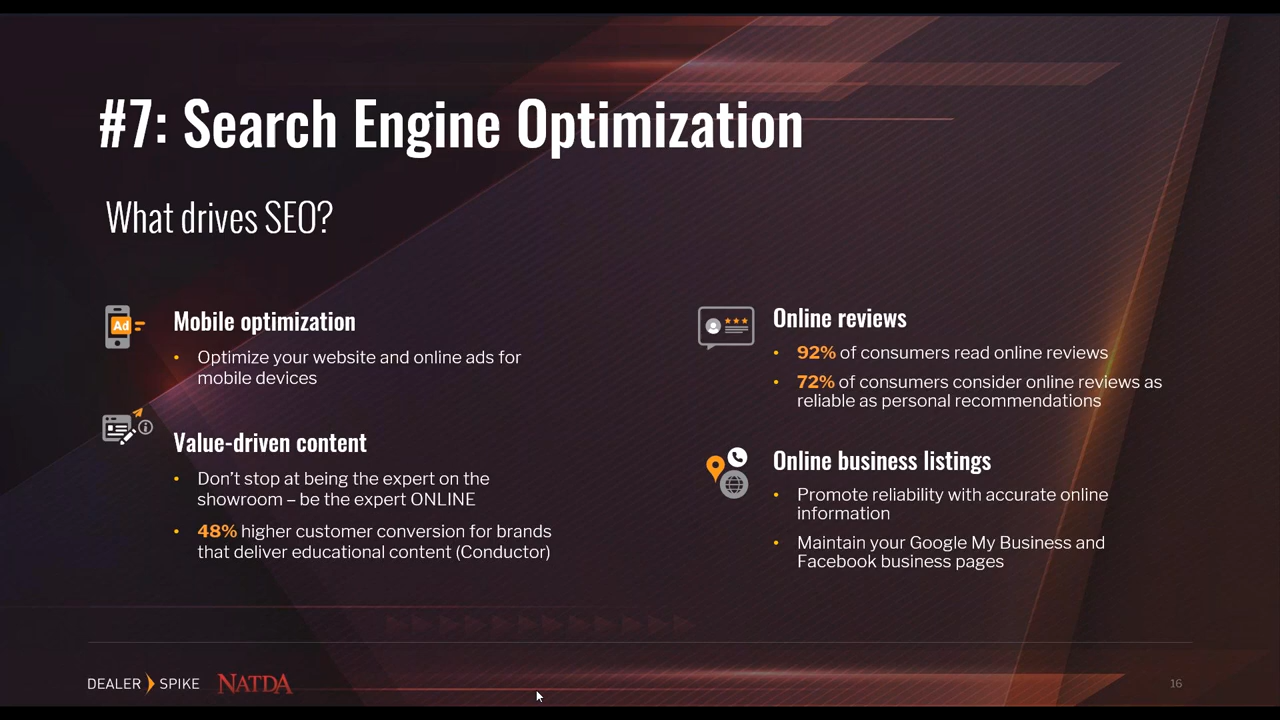 #7: Search Engine Optimization
What drives SEO?
Mobile optimization
• Optimize your website and online ads for
mobile devices
Value-driven content
• Don’t stop at being the expert on the
showroom – be the expert ONLINE
• 48% higher customer conversion for brands
that deliver educational content (Conductor)
Online reviews
• 92% of consumers read online reviews
• 72% of consumers consider online reviews as
reliable as personal recommendations
Online business listings
• Promote reliability with accurate online
information
• Maintain your Google My Business and
Facebook business pages
Ad
DEALER SPIKE NATDA
16